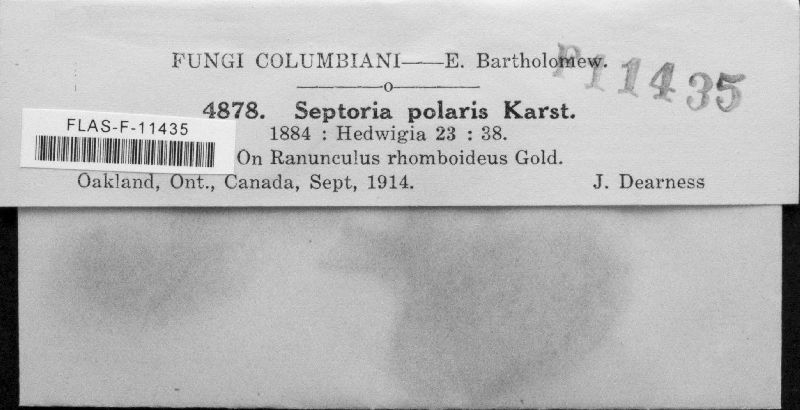 FUNGI COLUMBIANI——E. Bartholomew.
P11435
o
4878. Septoria polaris Karst.
FLAS-F-11435
1884 : Hedwigia 23 : 38.
On Ranunculus rhomboideus Gold.
Oakland, Ont., Canada, Sept, 1914. J. Dearness